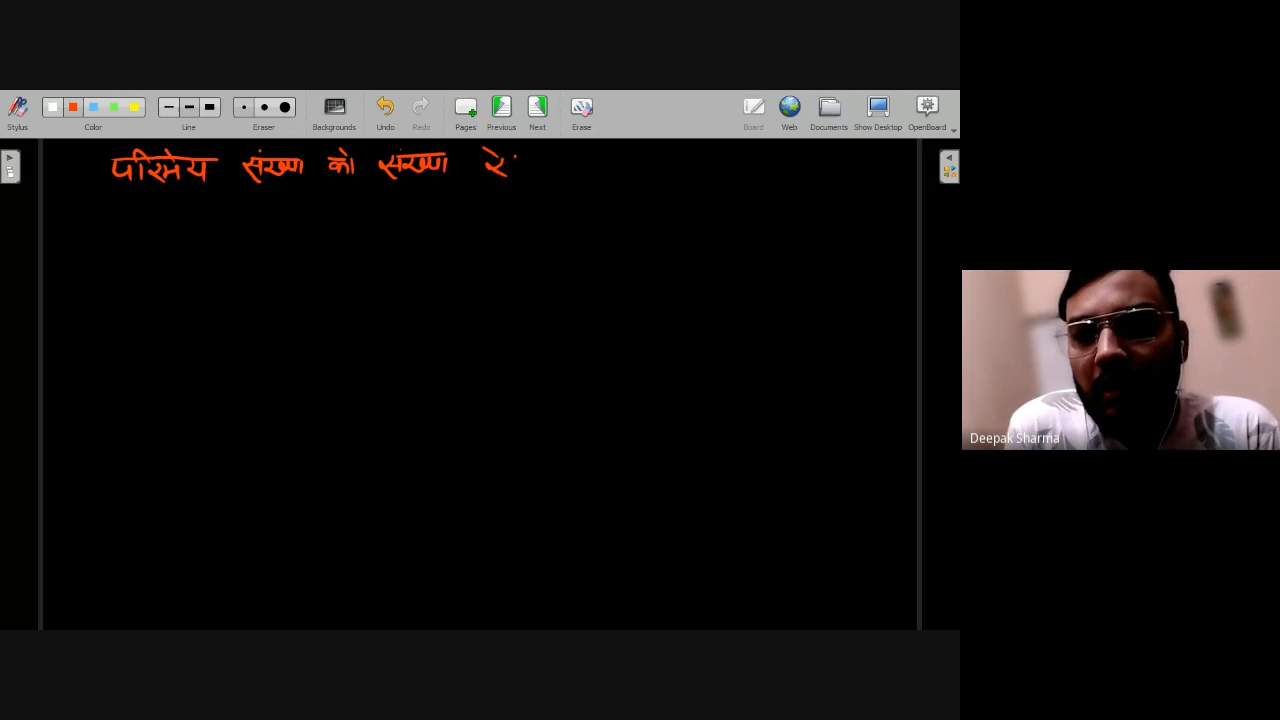 Stylus Color Line Eraser Backgrounds Undo Redo Pages Previous Next Erase Board Web Documents Show Desktop OpenBoard
परिमेय संख्या को संख्या रे
Deepak Sharma